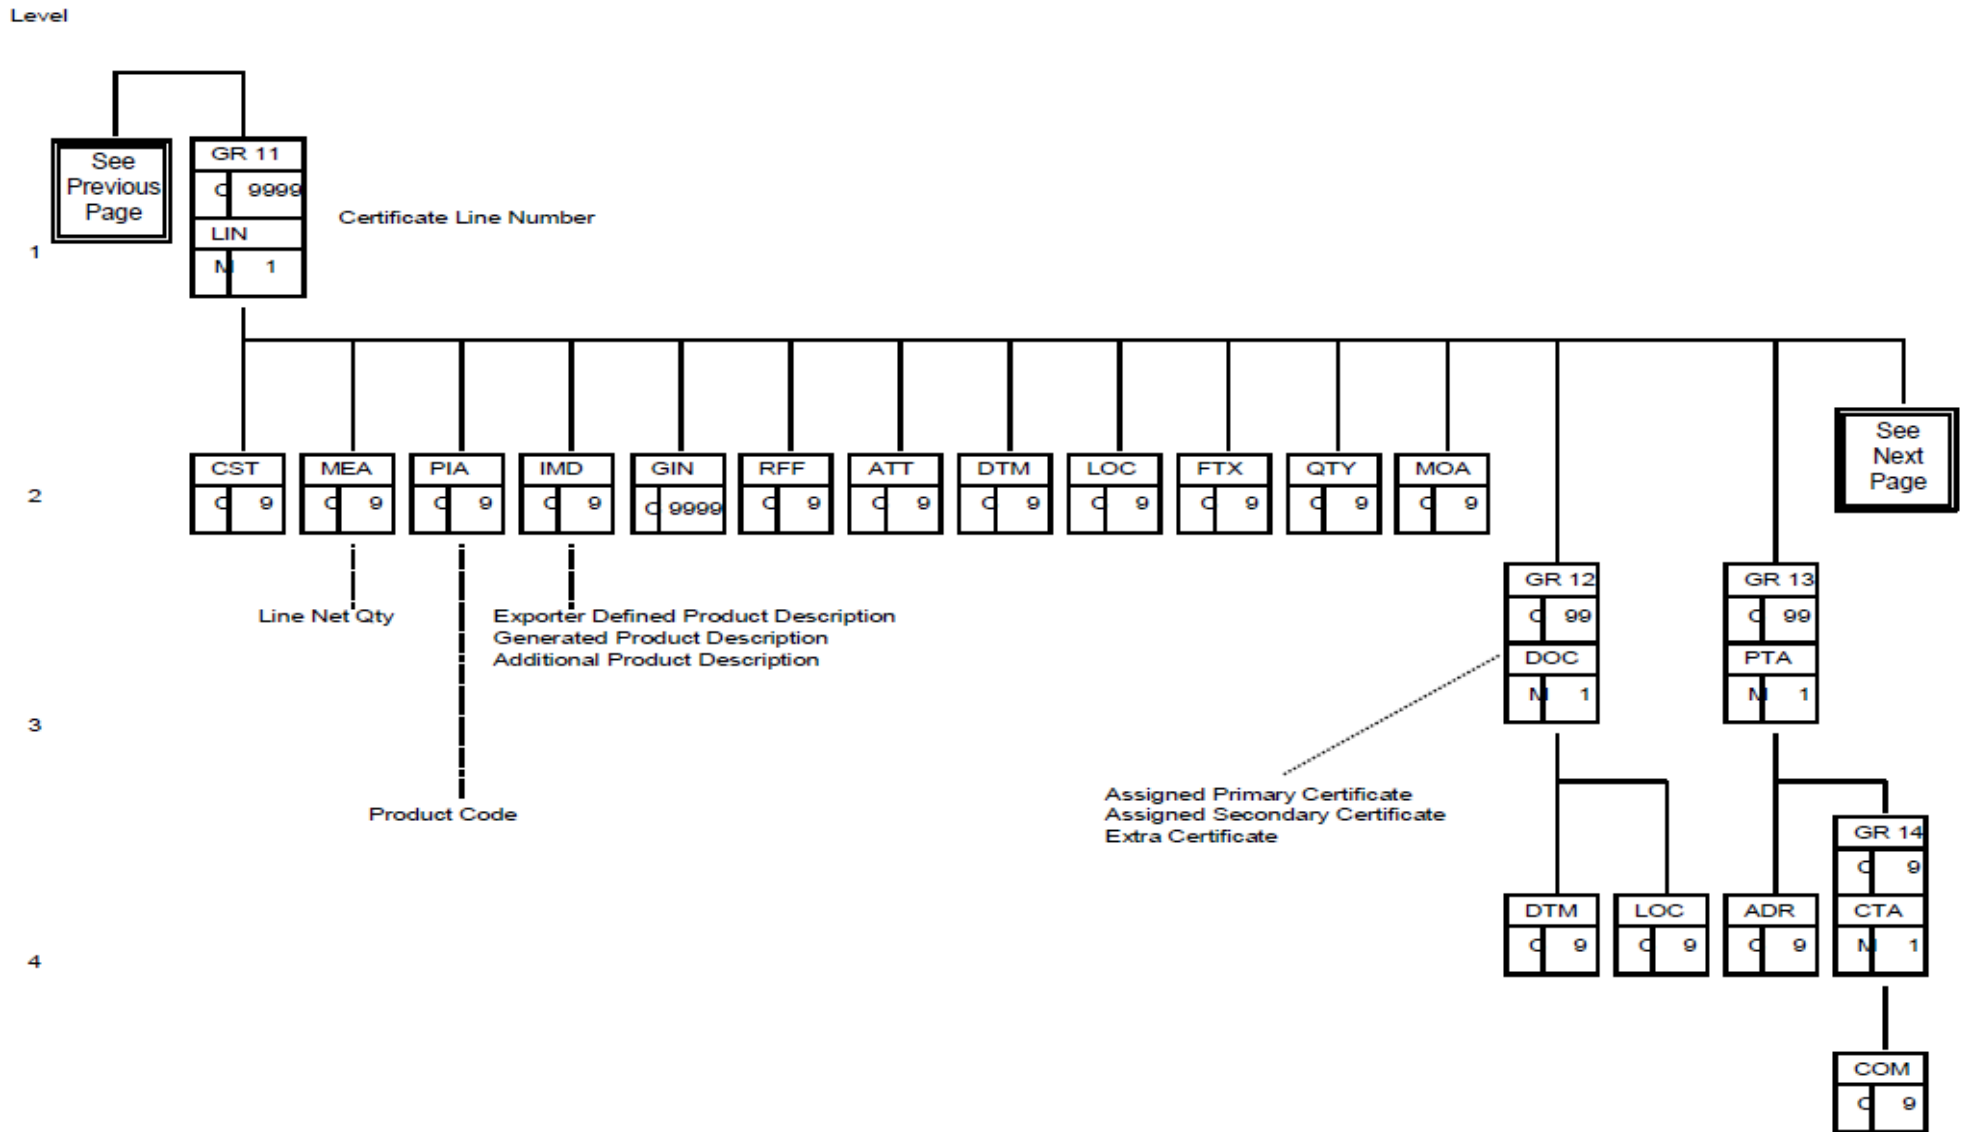 Level
See
Previous
Page
GR 11
C 9999
LIN
M 1
Certificate Line Number
1
CST
C 9
MEA
C 9
PIA
C 9
IMD
C 9
GIN
C 9999
RFF
C 9
ATT
C 9
DTM
C 9
LOC
C 9
FTX
C 9
QTY
C 9
MOA
C 9
See
Next
Page
2
Line Net Qty
Exporter Defined Product Description
Generated Product Description
Additional Product Description
GR 12
C 99
DOC
M 1
GR 13
C 99
PTA
M 1
3
Product Code
Assigned Primary Certificate
Assigned Secondary Certificate
Extra Certificate
GR 14
C 9
CTA
M 1
DTM
C 9
LOC
C 9
ADR
C 9
4
COM
C 9